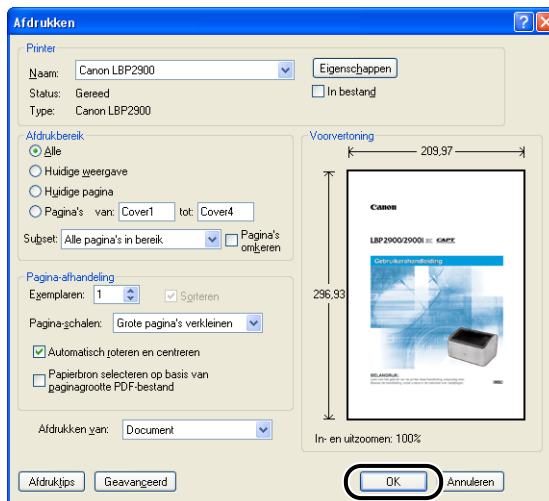 Afdrukken
Printer
Naam: Canon LBP2900
Eigenschappen
Status: Gereed
In bestand
Type: Canon LBP2900
Afdrukbereik
Alle
Huidige weergave
Huidige pagina
Pagina's van: Cover1 tot: Cover4
Subset: Alle pagina's in bereik
Pagina's omkeren
Pagina-afhandeling
Exemplaren: 1
Sorteren
Pagina-schalen: Grote pagina's verkleinen
Automatisch roteren en centreren
Papierbron selecteren op basis van
paginagrootte PDF-bestand
Afdrukken van: Document
Voorvertoning
209,97
296,93
Canon
LBP2900/2900i CAPT
Gebruikershandleiding
BELANGRIJK:
In- en uitzoomen: 100%
Afdruktips
Geavanceerd
OK
Annuleren